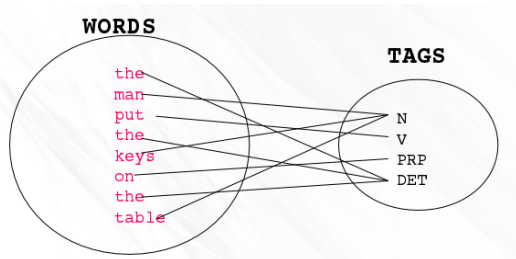 WORDS
the
man
put
the
keys
on
the
table
TAGS
N
V
PRP
DET